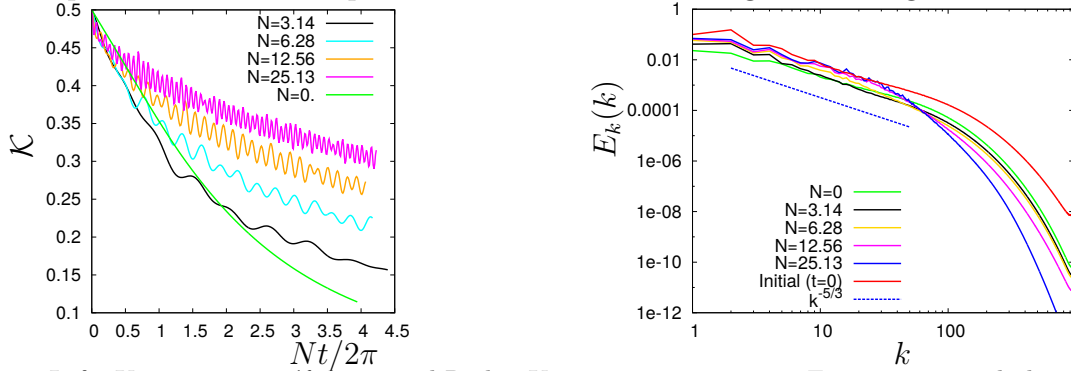 0.5
0.45
0.4
0.35
0.3
0.25
0.2
0.15
0.1
K
N=3.14
N=6.28
N=12.56
N=25.13
N=0.
0 0.5 1 1.5 2 2.5 3 3.5 4 4.5
Nt/2π
1
0.01
0.0001
1e-06
1e-08
1e-10
1e-12
E_k(k)
N=0
N=3.14
N=6.28
N=12.56
N=25.13
Initial (t=0)
k^-5/3
1 10 100
k